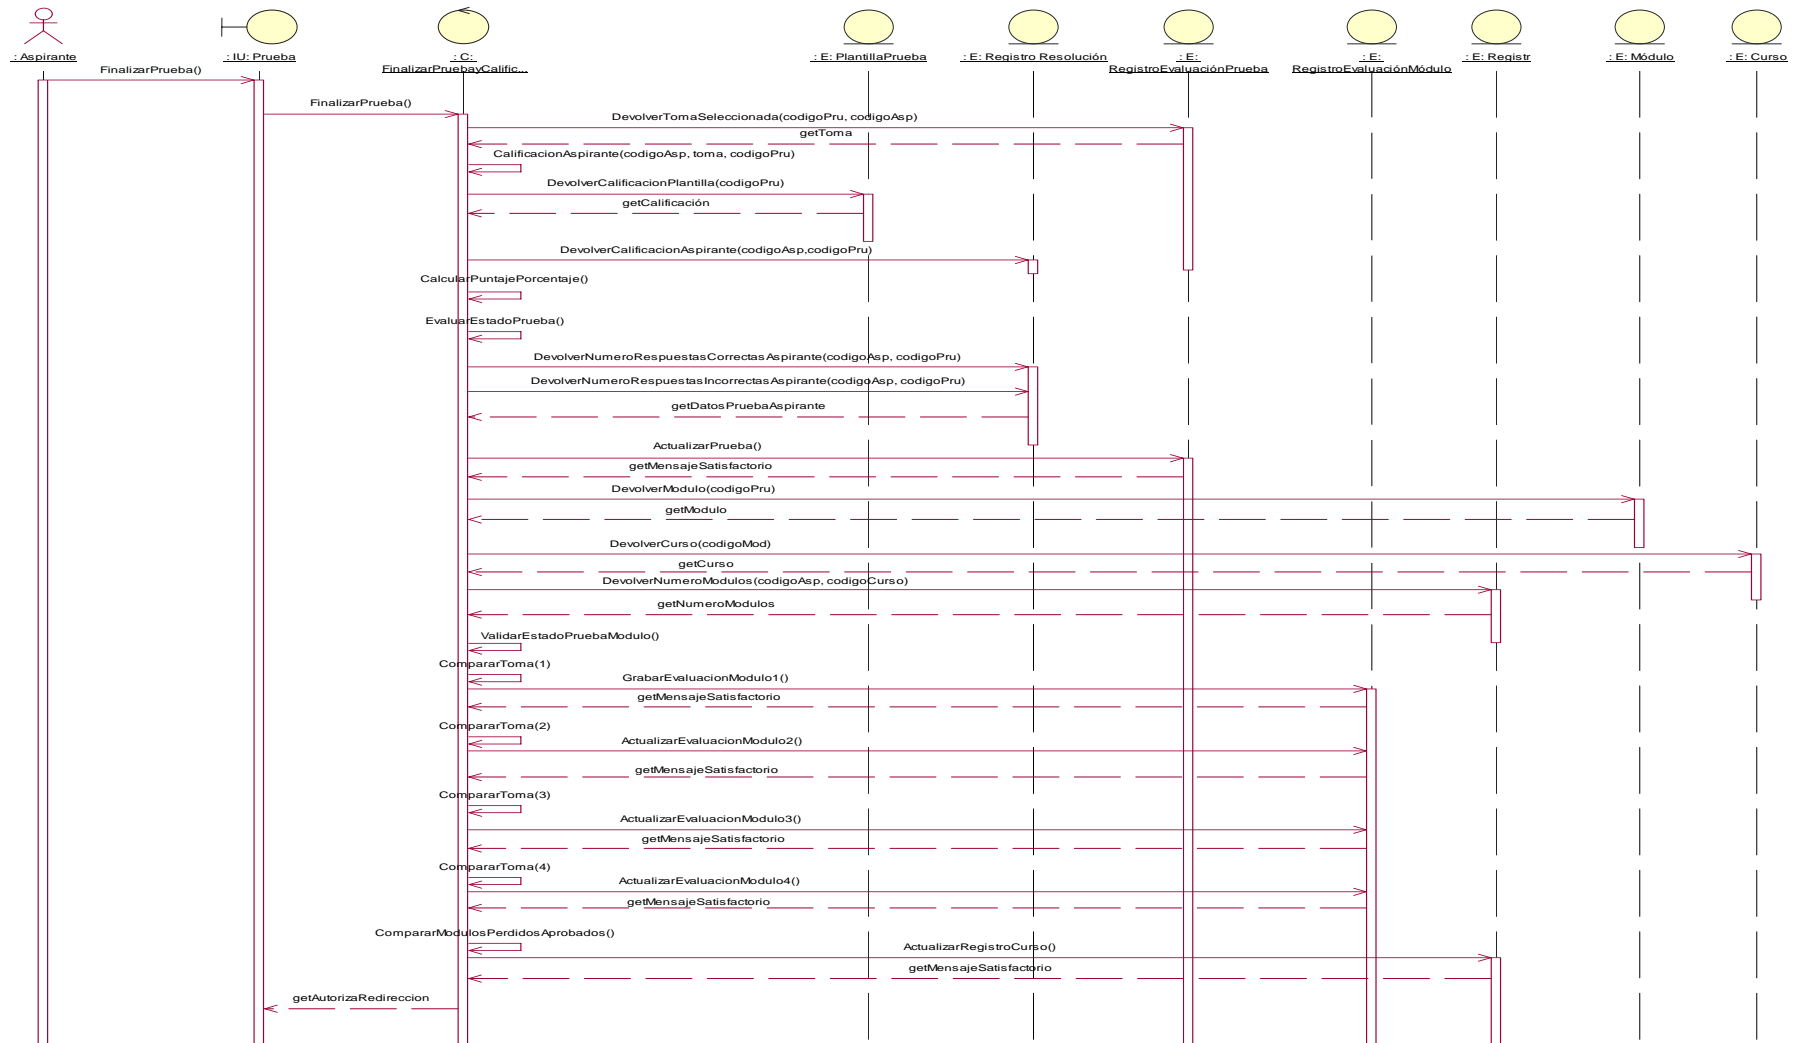 : Aspirante
: IU: Prueba
: C:
FinalizarPruebayCalific...
: E: PlantillaPrueba
: E: Registro Resolución
: E:
RegistroEvaluaciónPrueba
: E:
RegistroEvaluaciónMódulo
: E: Registr
: E: Módulo
: E: Curso
FinalizarPrueba()
FinalizarPrueba()
DevolverTomaSeleccionada(codigoPru, codigoAsp)
getToma
CalificacionAspirante(codigoAsp, toma, codigoPru)
DevolverCalificacionPlantilla(codigoPru)
getCalificación
DevolverCalificacionAspirante(codigoAsp,codigoPru)
CalcularPuntajePorcentaje()
EvaluarEstadoPrueba()
DevolverNumeroRespuestasCorrectasAspirante(codigoAsp, codigoPru)
DevolverNumeroRespuestasIncorrectasAspirante(codigoAsp, codigoPru)
getDatosPruebaAspirante
ActualizarPrueba()
getMensajeSatisfactorio
DevolverModulo(codigoPru)
getModulo
DevolverCurso(codigoMod)
getCurso
DevolverNumeroModulos(codigoAsp, codigoCurso)
getNumeroModulos
ValidarEstadoPruebaModulo()
CompararToma(1)
GrabarEvaluacionModulo1()
getMensajeSatisfactorio
CompararToma(2)
ActualizarEvaluacionModulo2()
getMensajeSatisfactorio
CompararToma(3)
ActualizarEvaluacionModulo3()
getMensajeSatisfactorio
CompararToma(4)
ActualizarEvaluacionModulo4()
getMensajeSatisfactorio
CompararModulosPerdidosAprobados()
ActualizarRegistroCurso()
getMensajeSatisfactorio
getAutorizaRedireccion